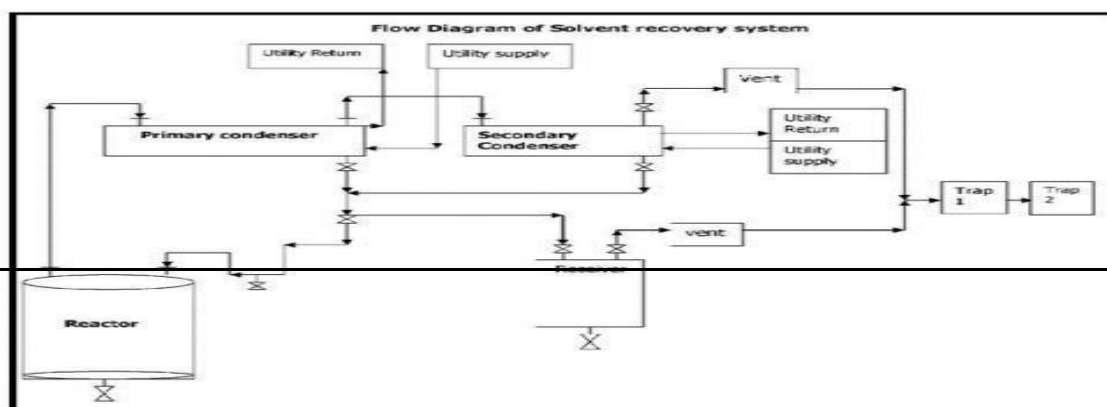 Flow Diagram of Solvent recovery system
Utility Return
Utility supply
Vent
Primary condenser
Secondary
Condenser
Utility
Return
Utility
supply
Trap
1
Trap
2
vent
Receiver
Reactor